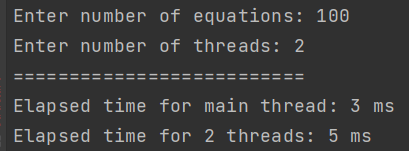 Enter number of equations: 100
Enter number of threads: 2
==========================
Elapsed time for main thread: 3 ms
Elapsed time for 2 threads: 5 ms